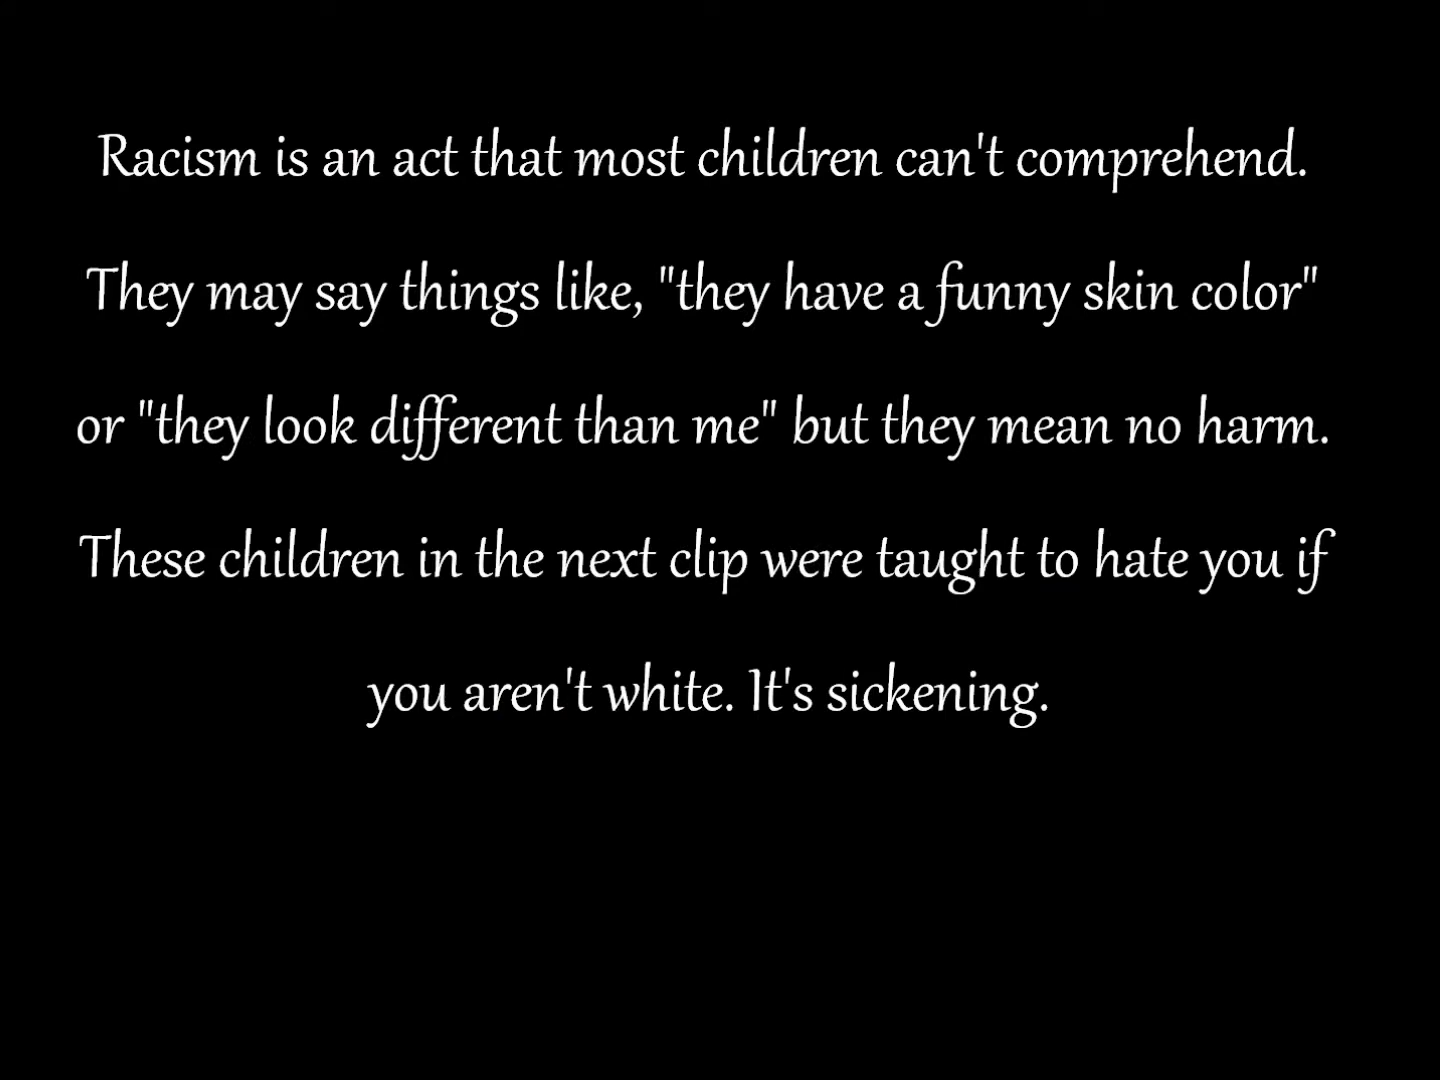 Racism is an act that most children can't comprehend.
They may say things like, "they have a funny skin color"
or "they look different than me" but they mean no harm.
These children in the next clip were taught to hate you if
you aren't white. It's sickening.